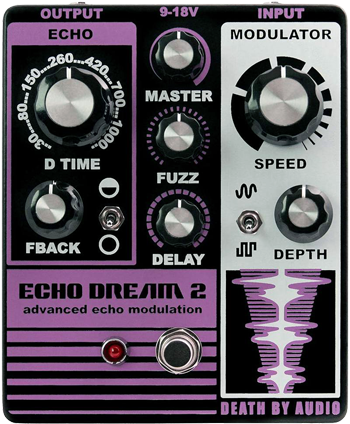 OUTPUT 9-18V INPUT
ECHO
MODULATOR
30 80 150 260 420 700 1000
D TIME
MASTER
SPEED
FUZZ
FBACK
DELAY
DEPTH
ECHO DREAM 2
advanced echo modulation
DEATH BY AUDIO